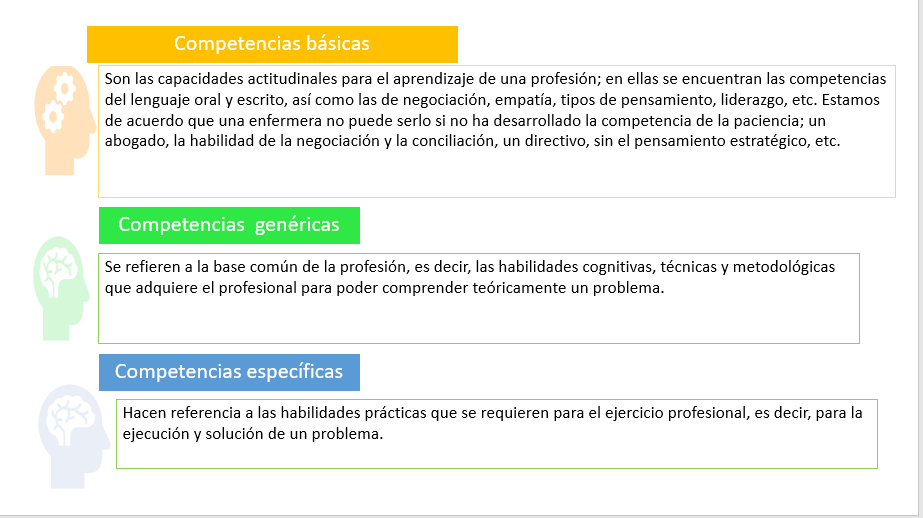 Competencias básicas
Son las capacidades actitudinales para el aprendizaje de una profesión; en ellas se encuentran las competencias
del lenguaje oral y escrito, así como las de negociación, empatía, tipos de pensamiento, liderazgo, etc. Estamos
de acuerdo que una enfermera no puede serlo si no ha desarrollado la competencia de la paciencia; un
abogado, la habilidad de la negociación y la conciliación, un directivo, sin el pensamiento estratégico, etc.
Competencias genéricas
Se refieren a la base común de la profesión, es decir, las habilidades cognitivas, técnicas y metodológicas
que adquiere el profesional para poder comprender teóricamente un problema.
Competencias específicas
Hacen referencia a las habilidades prácticas que se requieren para el ejercicio profesional, es decir, para la
ejecución y solución de un problema.